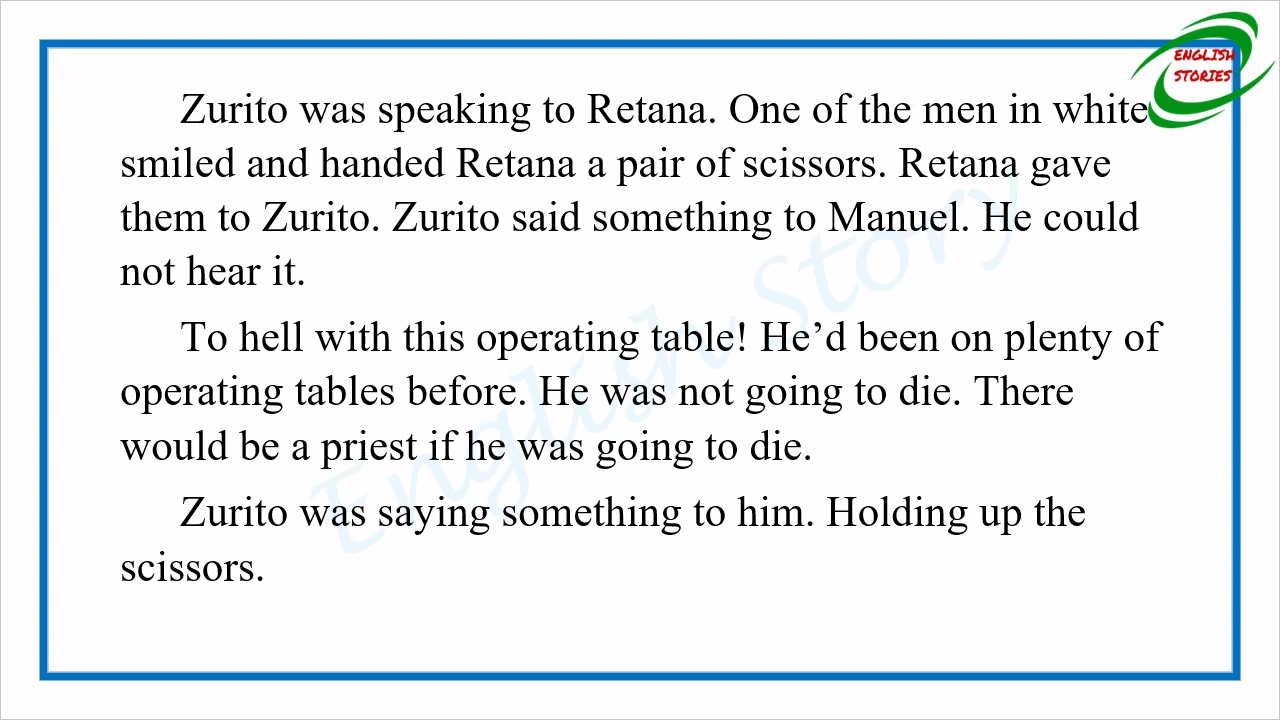 ENGLISH
STORIES
Zurito was speaking to Retana. One of the men in white
smiled and handed Retana a pair of scissors. Retana gave
them to Zurito. Zurito said something to Manuel. He could
not hear it.
To hell with this operating table! He’d been on plenty of
operating tables before. He was not going to die. There
would be a priest if he was going to die.
Zurito was saying something to him. Holding up the
scissors.
English Story